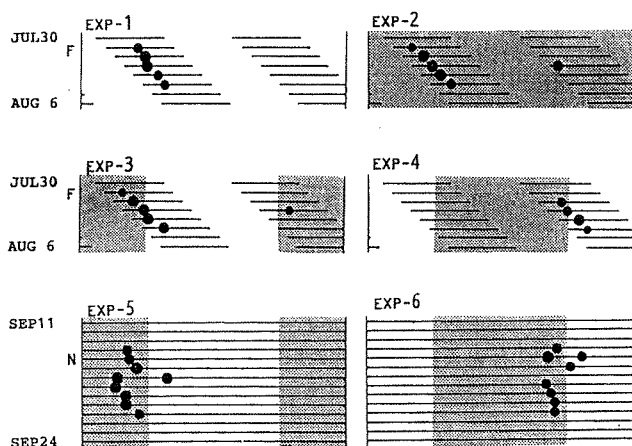 EXP-1
EXP-2
JUL30
F
AUG 6
EXP-3
EXP-4
JUL30
F
AUG 6
EXP-5
EXP-6
SEP11
N
SEP24